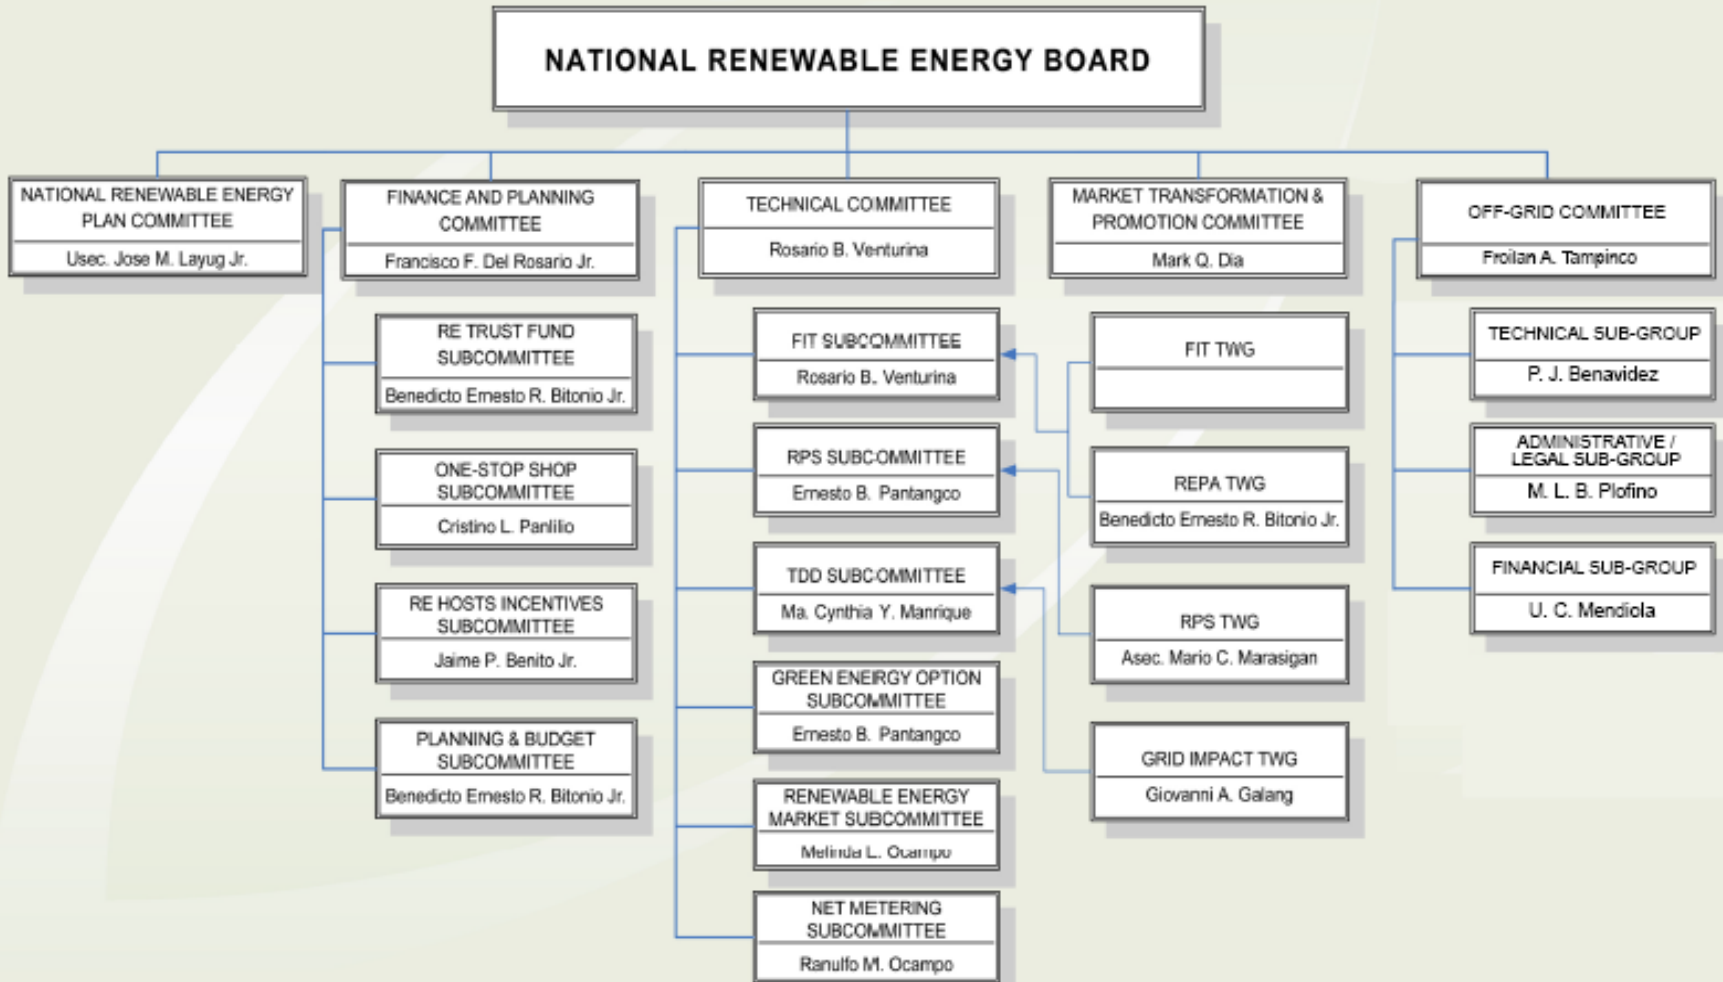 NATIONAL RENEWABLE ENERGY BOARD
NATIONAL RENEWABLE ENERGY
PLAN COMMITTEE
Usec. Jose M. Layug Jr.
FINANCE AND PLANNING
COMMITTEE
Francisco F. Del Rosario Jr.
RE TRUST FUND
SUBCOMMITTEE
Benedicto Ernesto R. Bitonio Jr.
ONE-STOP SHOP
SUBCOMMITTEE
Cristino L. Panlilio
RE HOSTS INCENTIVES
SUBCOMMITTEE
Jaime P. Benito Jr.
PLANNING & BUDGET
SUBCOMMITTEE
Benedicto Ernesto R. Bitonio Jr.
TECHNICAL COMMITTEE
Rosario B. Venturina
FIT SUBCOMMITTEE
Rosario B. Venturina
RPS SUBCOMMITTEE
Ernesto B. Pantangco
TDD SUBCOMMITTEE
Ma. Cynthia Y. Manrique
GREEN ENERGY OPTION
SUBCOMMITTEE
Ernesto B. Pantangco
RENEWABLE ENERGY
MARKET SUBCOMMITTEE
Melinda L. Ocampo
NET METERING
SUBCOMMITTEE
Ranulfo M. Ocampo
MARKET TRANSFORMATION &
PROMOTION COMMITTEE
Mark Q. Dia
FIT TWG
REPA TWG
Benedicto Ernesto R. Bitonio Jr.
RPS TWG
Asec. Mario C. Marasigan
GRID IMPACT TWG
Giovanni A. Galang
OFF-GRID COMMITTEE
Froilan A. Tampinco
TECHNICAL SUB-GROUP
P. J. Benavidez
ADMINISTRATIVE /
LEGAL SUB-GROUP
M. L. B. Plofino
FINANCIAL SUB-GROUP
U. C. Mendiola